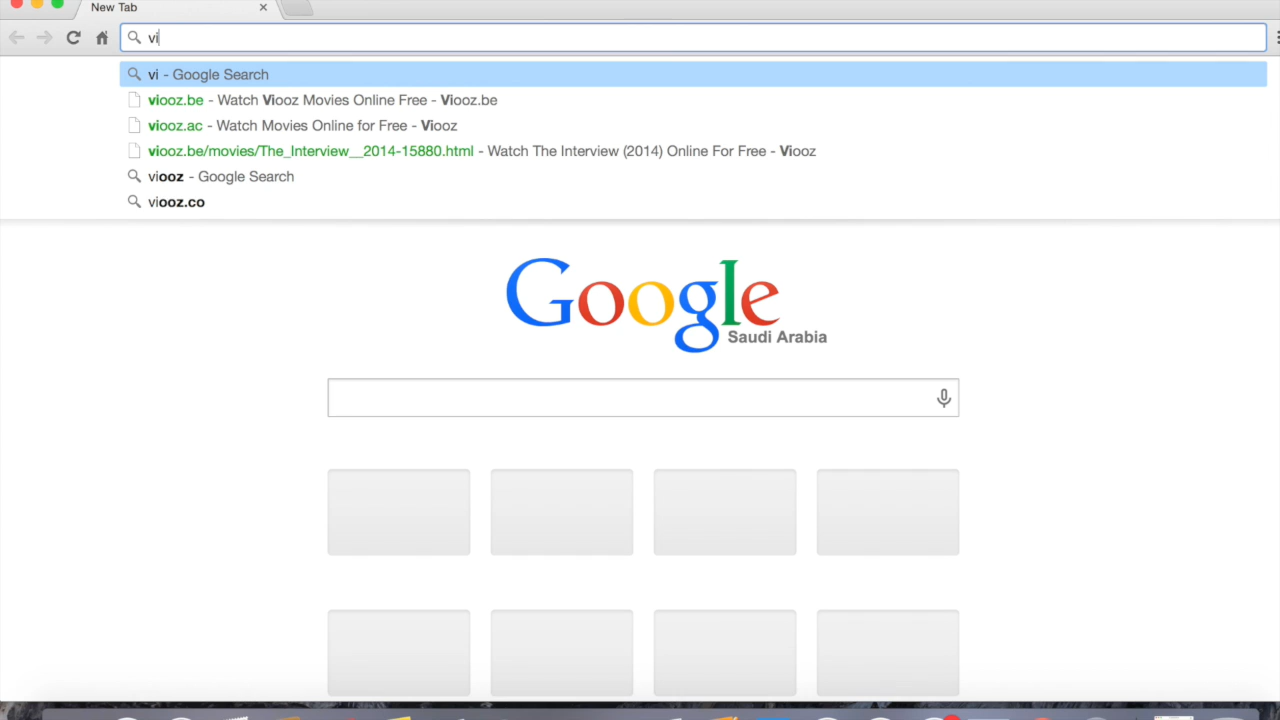 New Tab
vi
vi - Google Search
viooz.be - Watch Viooz Movies Online Free - Viooz.be
viooz.ac - Watch Movies Online for Free - Viooz
viooz.be/movies/The_Interview__2014-15880.html - Watch The Interview (2014) Online For Free - Viooz
viooz - Google Search
viooz.co
Google
Saudi Arabia